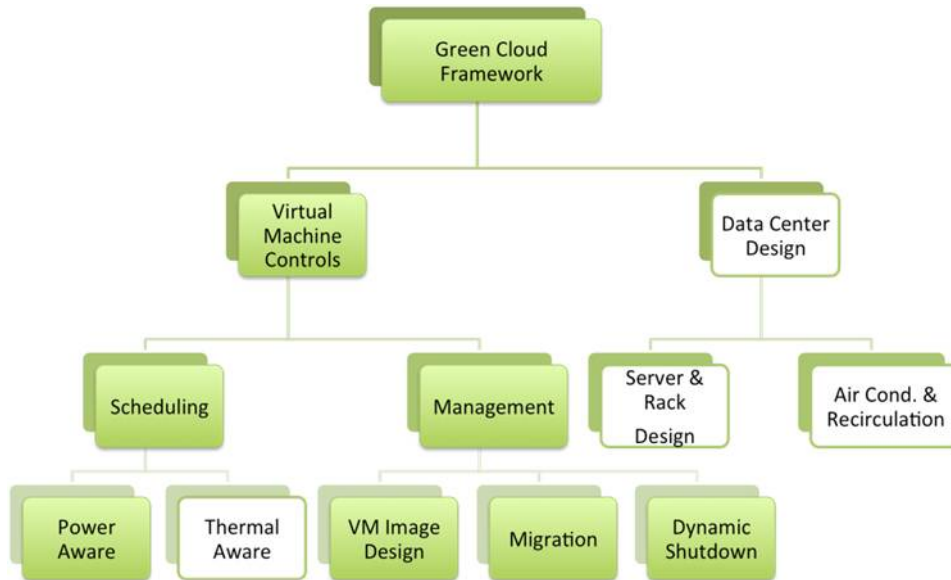 Green Cloud
Framework
Virtual
Machine
Controls
Data Center
Design
Scheduling
Management
Server &
Rack
Design
Air Cond. &
Recirculation
Power
Aware
Thermal
Aware
VM Image
Design
Migration
Dynamic
Shutdown